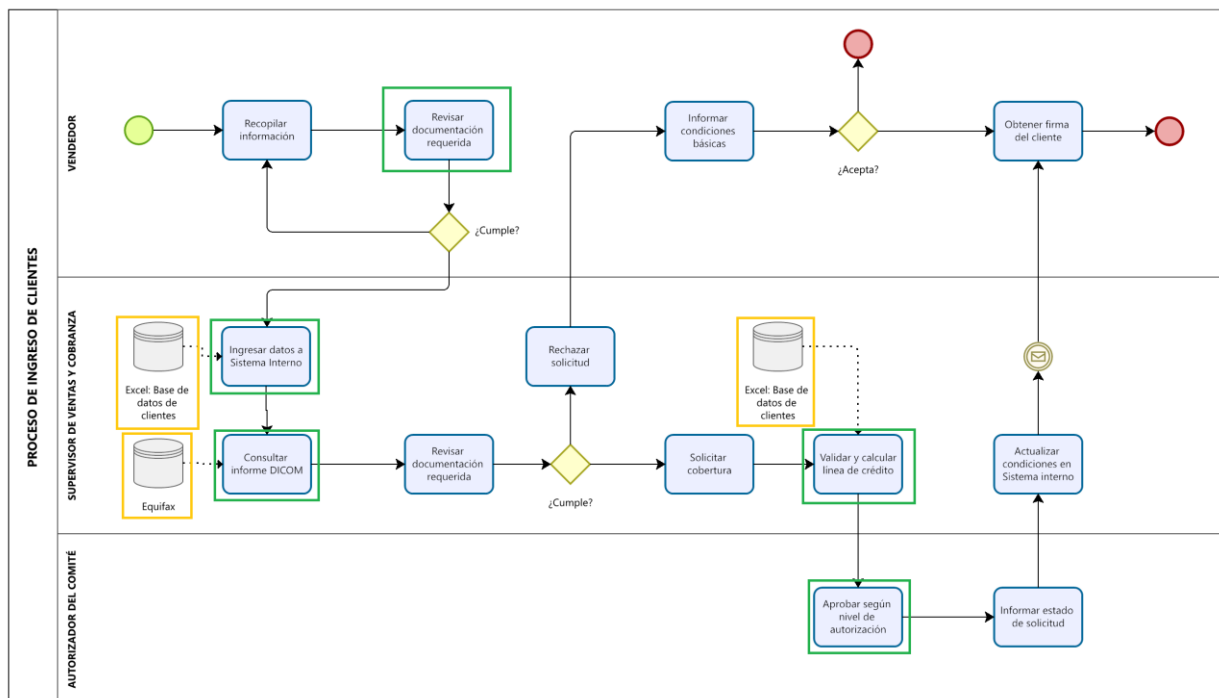 PROCESO DE INGRESO DE CLIENTES
VENDEDOR
Recopilar
información
Revisar
documentación
requerida
¿Cumple?
Informar
condiciones
básicas
¿Acepta?
Obtener firma
del cliente
SUPERVISOR DE VENTAS Y COBRANZA
Excel: Base de
datos de
clientes
Ingresar datos a
Sistema Interno
Equifax
Consultar
informe DICOM
Revisar
documentación
requerida
¿Cumple?
Rechazar
solicitud
Solicitar
cobertura
Excel: Base de
datos de
clientes
Validar y calcular
línea de crédito
Actualizar
condiciones en
Sistema interno
AUTORIZADOR DEL COMITÉ
Aprobar según
nivel de
autorización
Informar estado
de solicitud